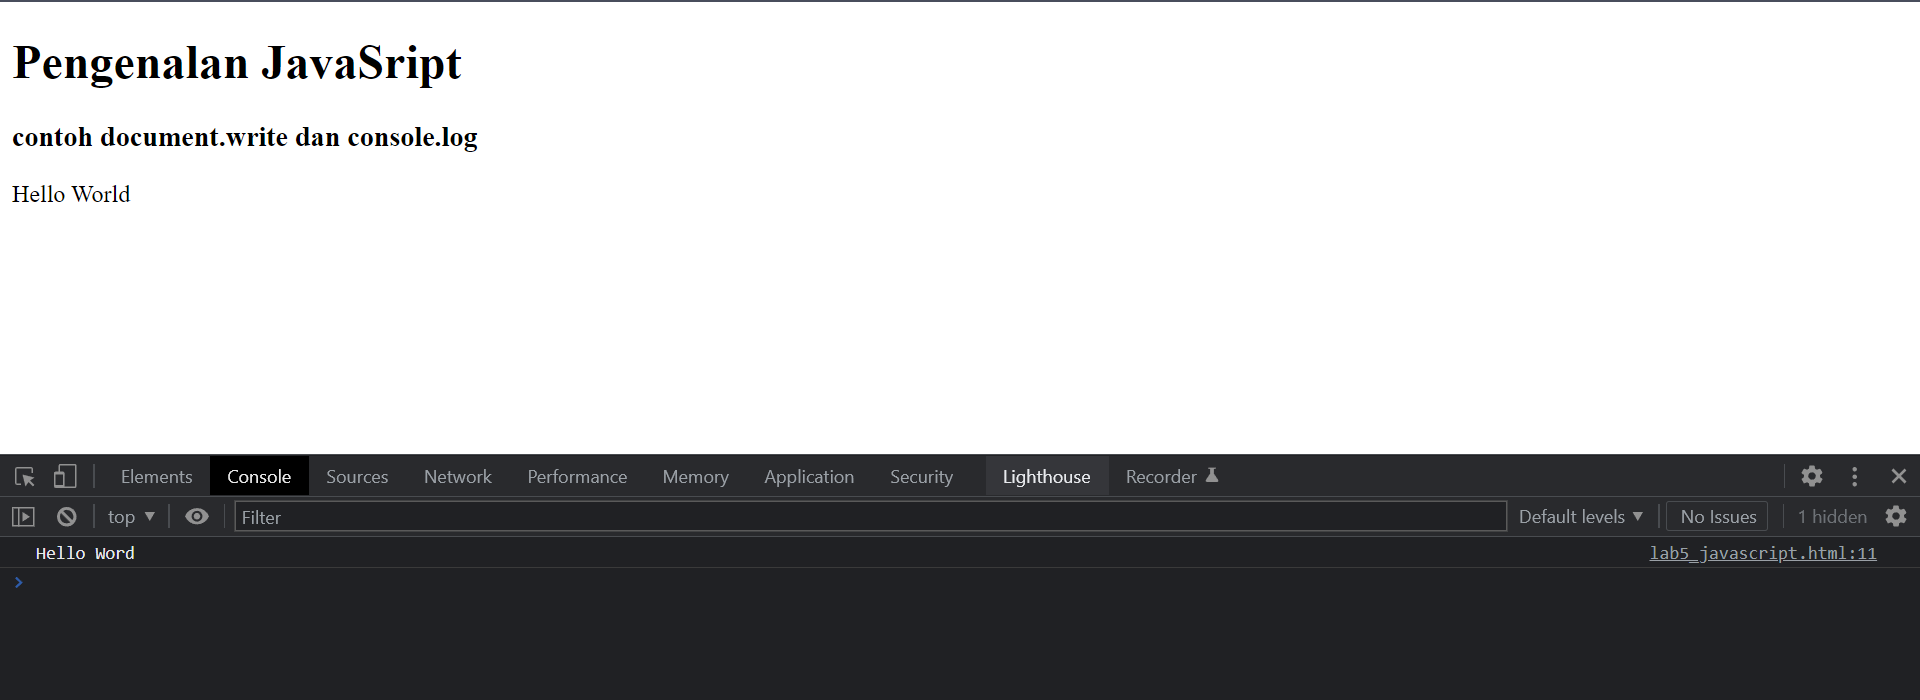 Pengenalan JavaSript
contoh document.write dan console.log
Hello World
Elements Console Sources Network Performance Memory Application Security Lighthouse Recorder
top Filter Default levels No Issues 1 hidden
Hello Word lab5_javascript.html:11